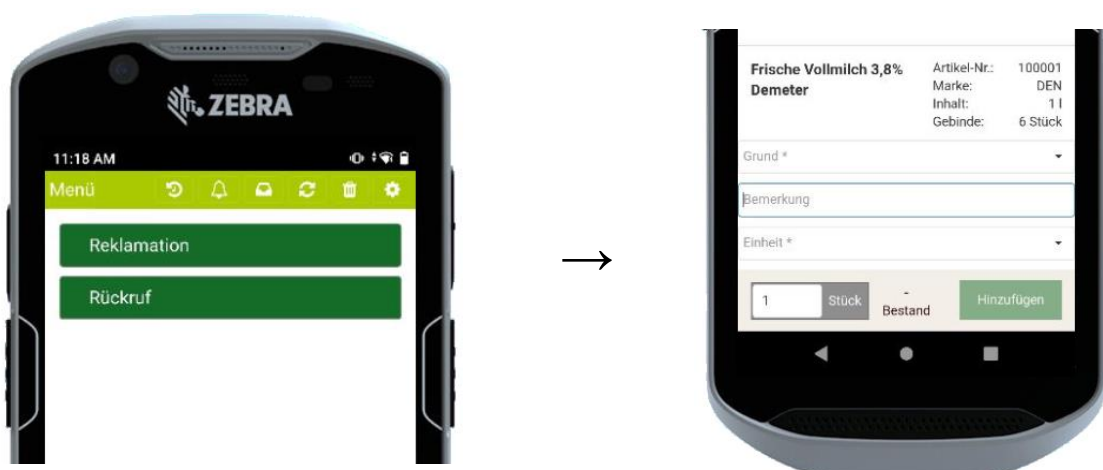 ZEBRA
11:18 AM
Menü
Reklamation
Rückruf
→
Frische Vollmilch 3,8% Artikel-Nr.: 100001
Demeter Marke: DEN
Inhalt: 1 l
Gebinde: 6 Stück
Grund *
Bemerkung
Einheit *
1 Stück - Bestand Hinzufügen